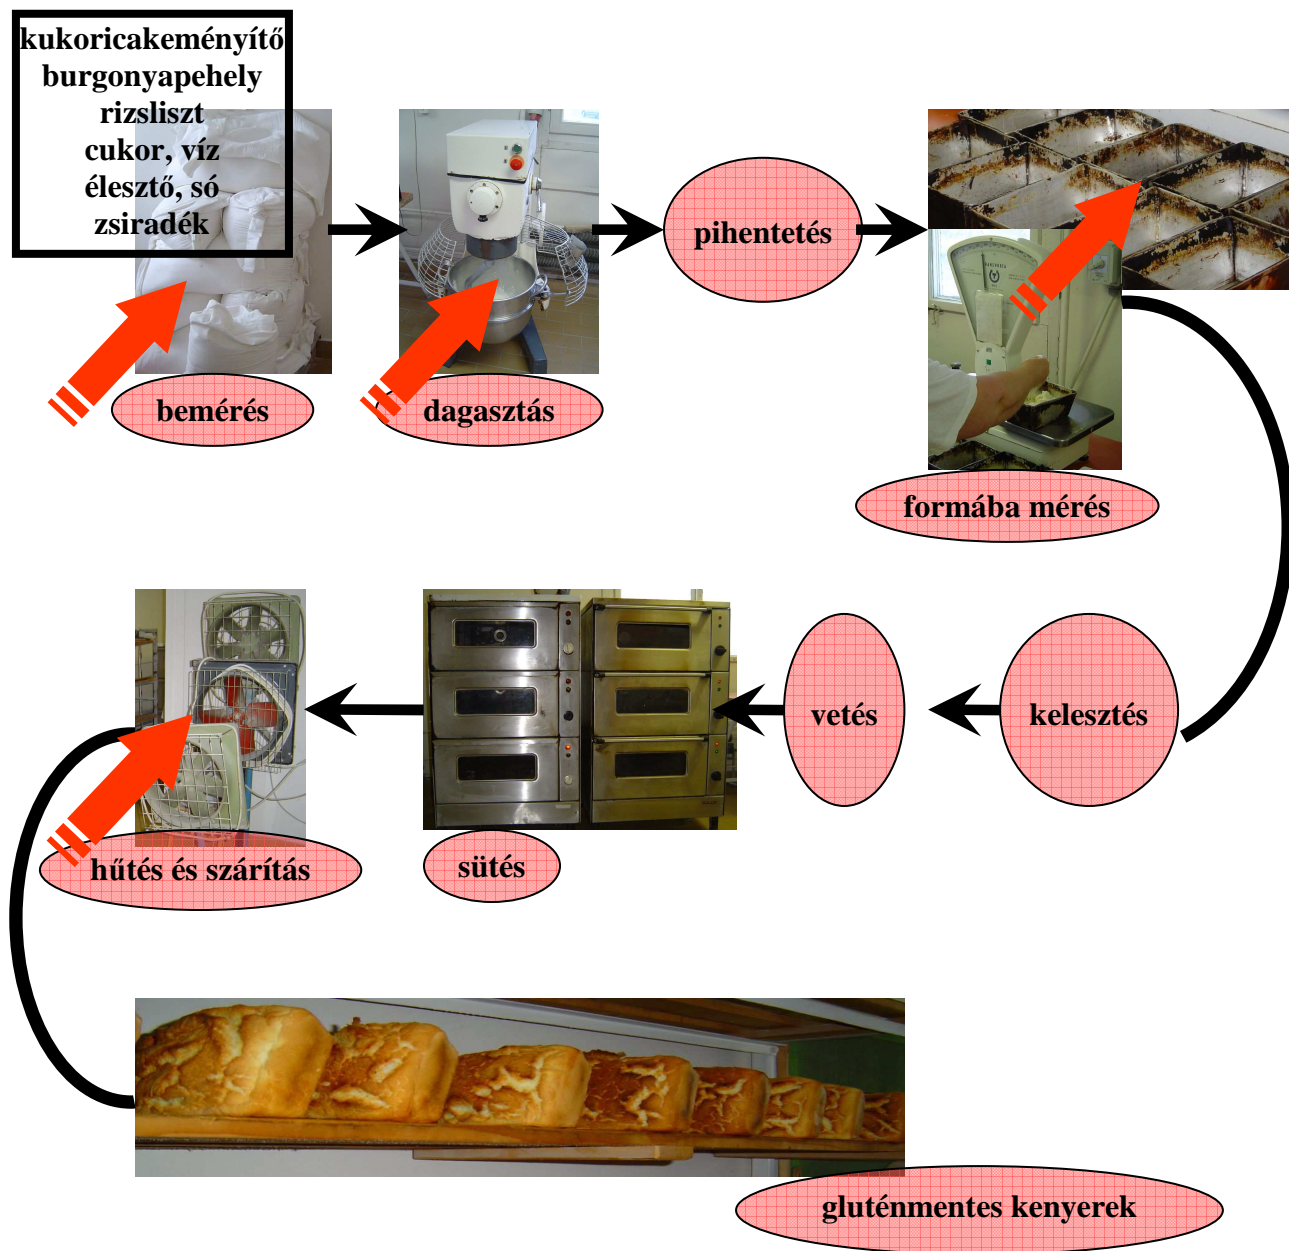 kukoricakeményítő
burgonyapehely
rizsliszt
cukor, víz
élesztő, só
zsiradék
pihentetés
bemérés
dagasztás
formába mérés
vetés
kelesztés
hűtés és szárítás
sütés
gluténmentes kenyerek